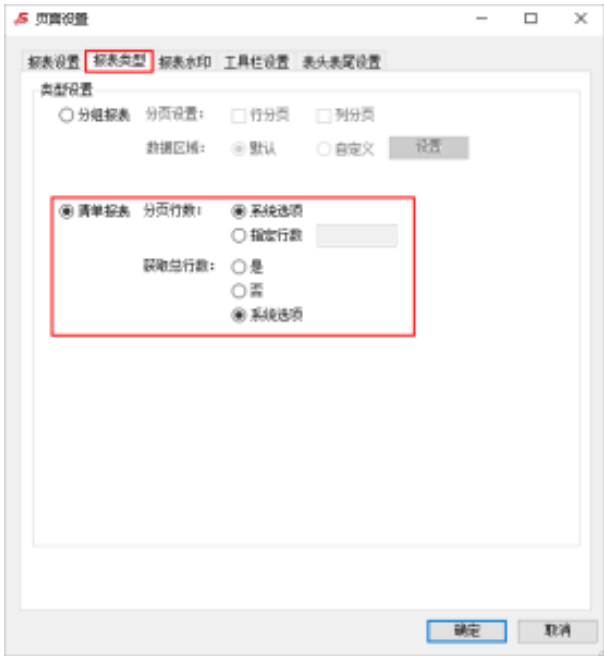 页面设置
报表设置 报表类型 报表水印 工具栏设置 表头表尾设置
类型设置
分组报表 分页设置： 行分页 列分页
数据区域： 默认 自定义 设置
清单报表 分页行数： 系统选项
指定行数
获取总行数： 是
否
系统选项
确定 取消